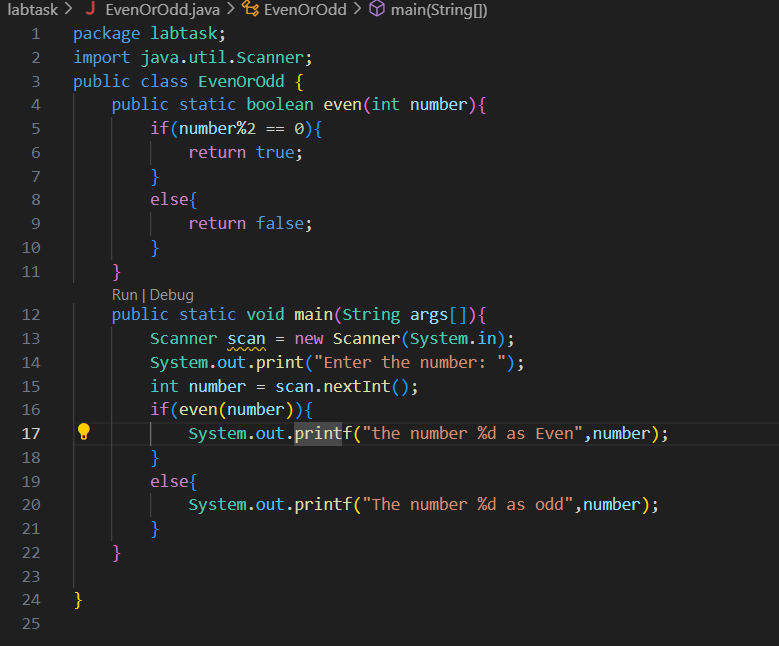 labtask > EvenOrOdd.java > EvenOrOdd > main(String[])
1 package labtask;
2 import java.util.Scanner;
3 public class EvenOrOdd {
4     public static boolean even(int number){
5         if(number%2 == 0){
6             return true;
7         }
8         else{
9             return false;
10         }
11     }
Run | Debug
12     public static void main(String args[]){
13         Scanner scan = new Scanner(System.in);
14         System.out.print("Enter the number: ");
15         int number = scan.nextInt();
16         if(even(number)){
17             System.out.printf("the number %d as Even",number);
18         }
19         else{
20             System.out.printf("The number %d as odd",number);
21         }
22     }
23
24 }
25